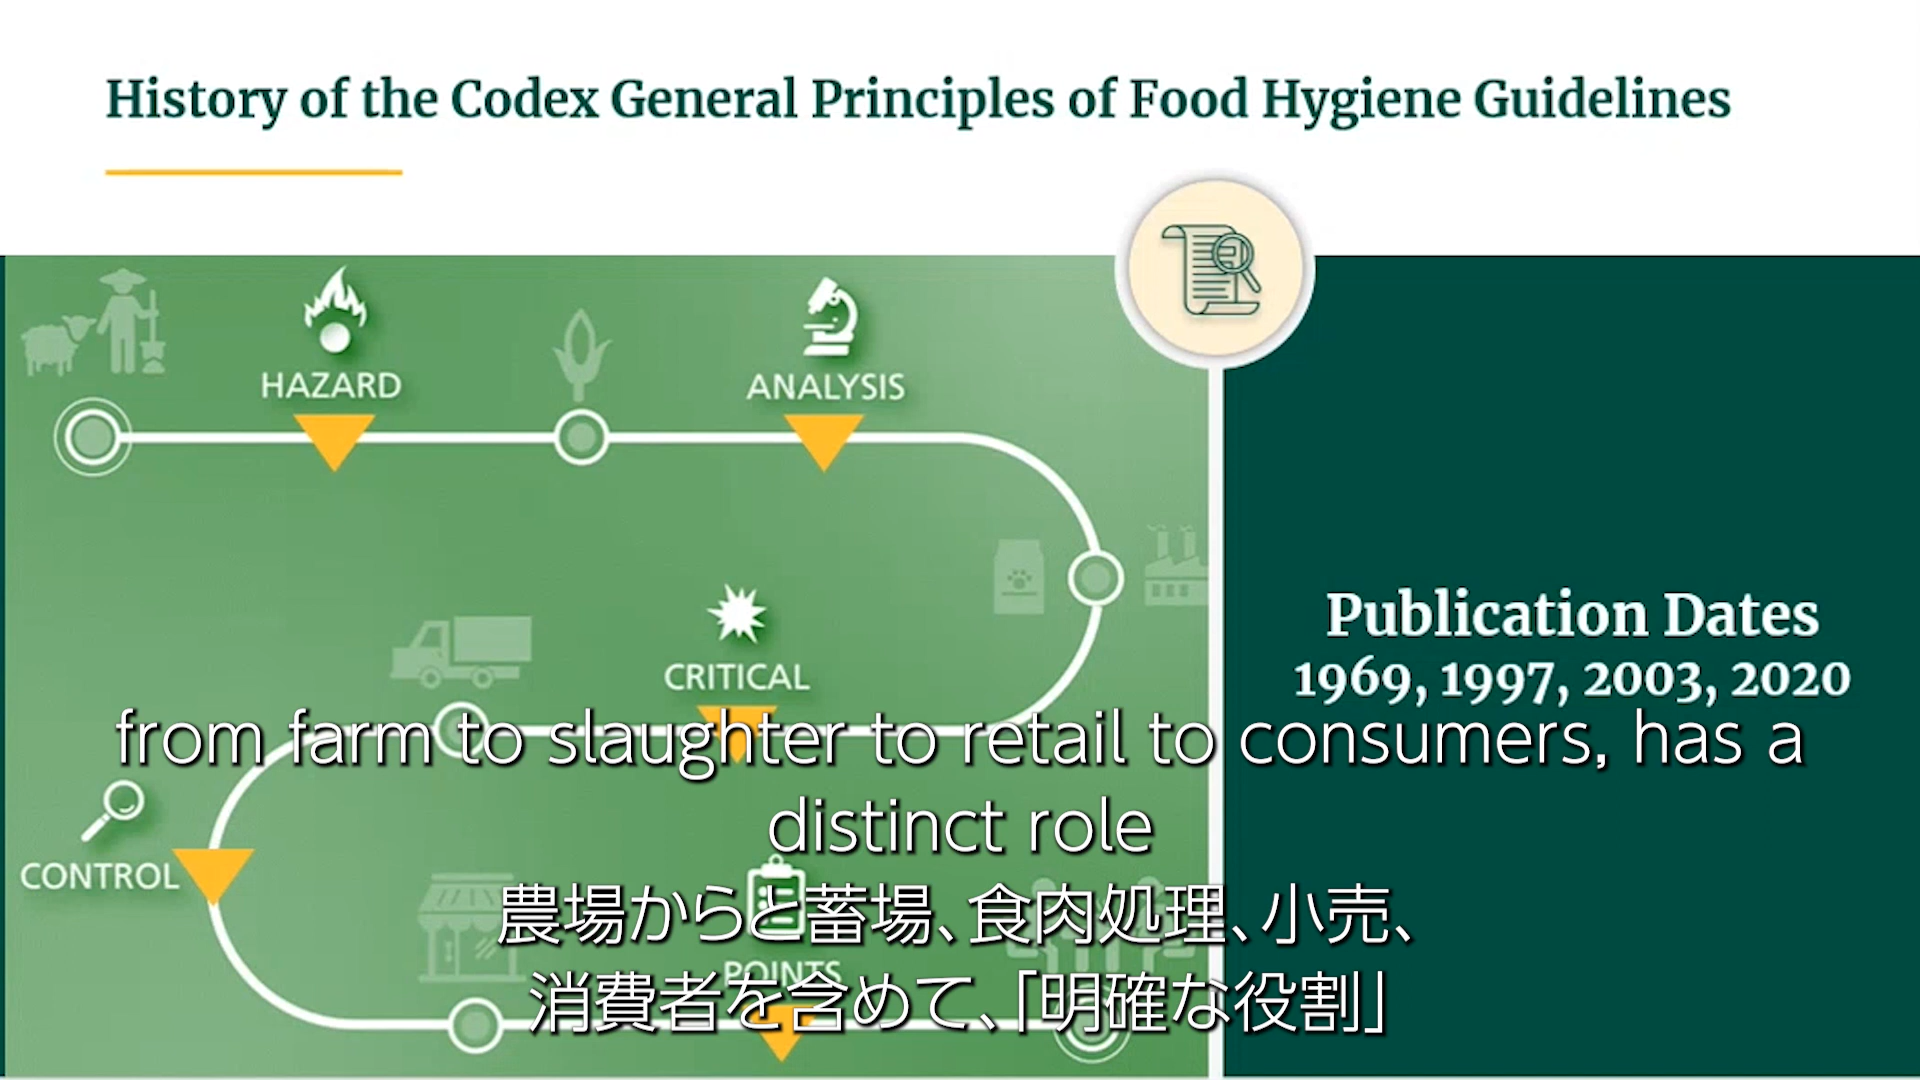 History of the Codex General Principles of Food Hygiene Guidelines
HAZARD
ANALYSIS
CRITICAL
CONTROL
POINTS
Publication Dates
1969, 1997, 2003, 2020
from farm to slaughter to retail to consumers, has a
distinct role
農場からと蓄場、食肉処理、小売、
消費者を含めて、「明確な役割」